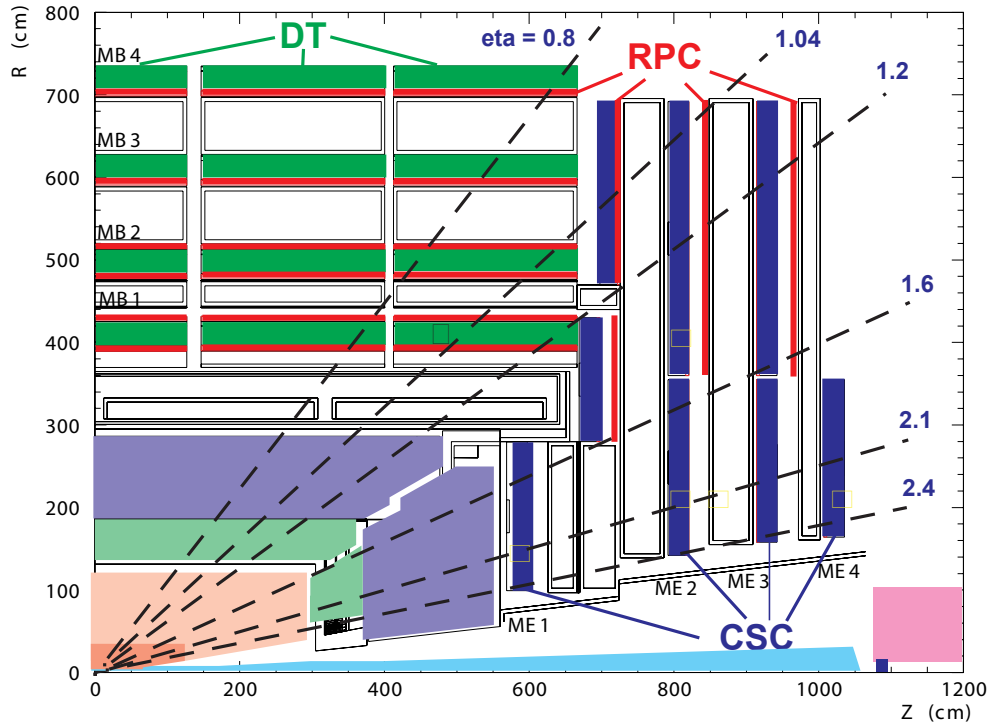 R (cm)
800
700
600
500
400
300
200
100
0
MB 4
MB 3
MB 2
MB 1
DT
eta = 0.8
1.04
RPC
1.2
1.6
2.1
2.4
ME 1
ME 2
ME 3
ME 4
CSC
0
200
400
600
800
1000
1200
Z (cm)